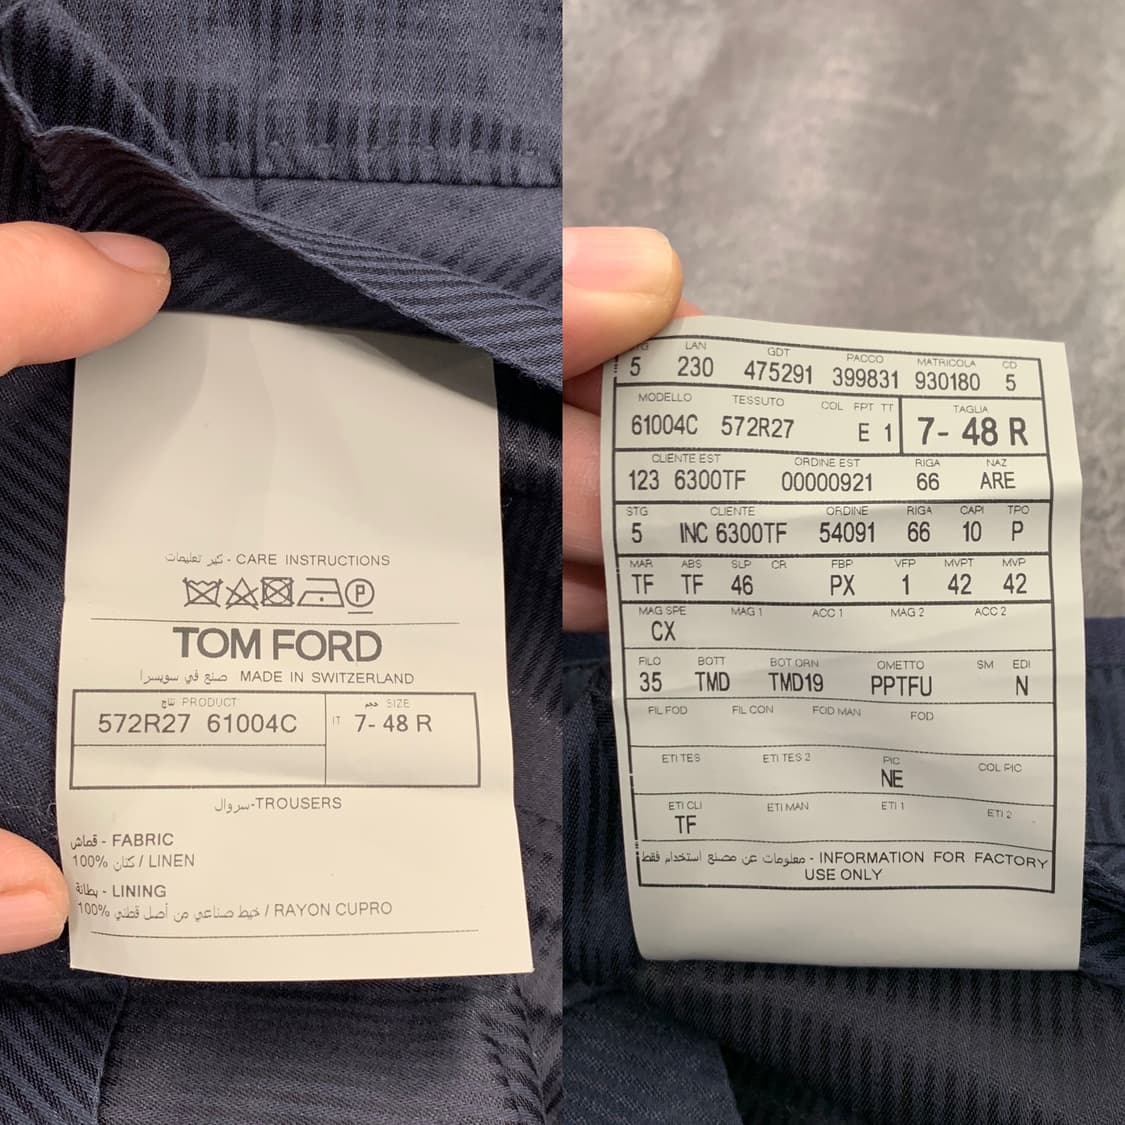 كير تعليمات - CARE INSTRUCTIONS
P
TOM FORD
صنع في سويسرا MADE IN SWITZERLAND
نتاج PRODUCT
حجم SIZE
572R27 61004C
IT 7- 48 R
سروال-TROUSERS
قماش - FABRIC
100% كتان / LINEN
بطانة - LINING
100% خيط صناعي من أصل قطني / RAYON CUPRO
LAN GDT PACCO MATRICOLA CD
5 230 475291 399831 930180 5
MODELLO TESSUTO COL FPT TT TAGLIA
61004C 572R27 E 1 7- 48 R
CLIENTE EST ORDINE EST RIGA NAZ
123 6300TF 00000921 66 ARE
STG CLIENTE ORDINE RIGA CAPI TPO
5 INC 6300TF 54091 66 10 P
MAR ABS SLP CR FBP VFP MVPT MVP
TF TF 46 PX 1 42 42
MAG SPE MAG 1 ACC 1 MAG 2 ACC 2
CX
FILO BOTT BOT ORN OMETTO SM EDI
35 TMD TMD19 PPTFU N
FIL FOD FIL CON FOD MAN FOD
ETI TES ETI TES 2 PIC COL PIC
NE
ETI CLI ETI MAN ETI 1 ETI 2
TF
معلومات عن مصنع استخدام فقط - INFORMATION FOR FACTORY
USE ONLY